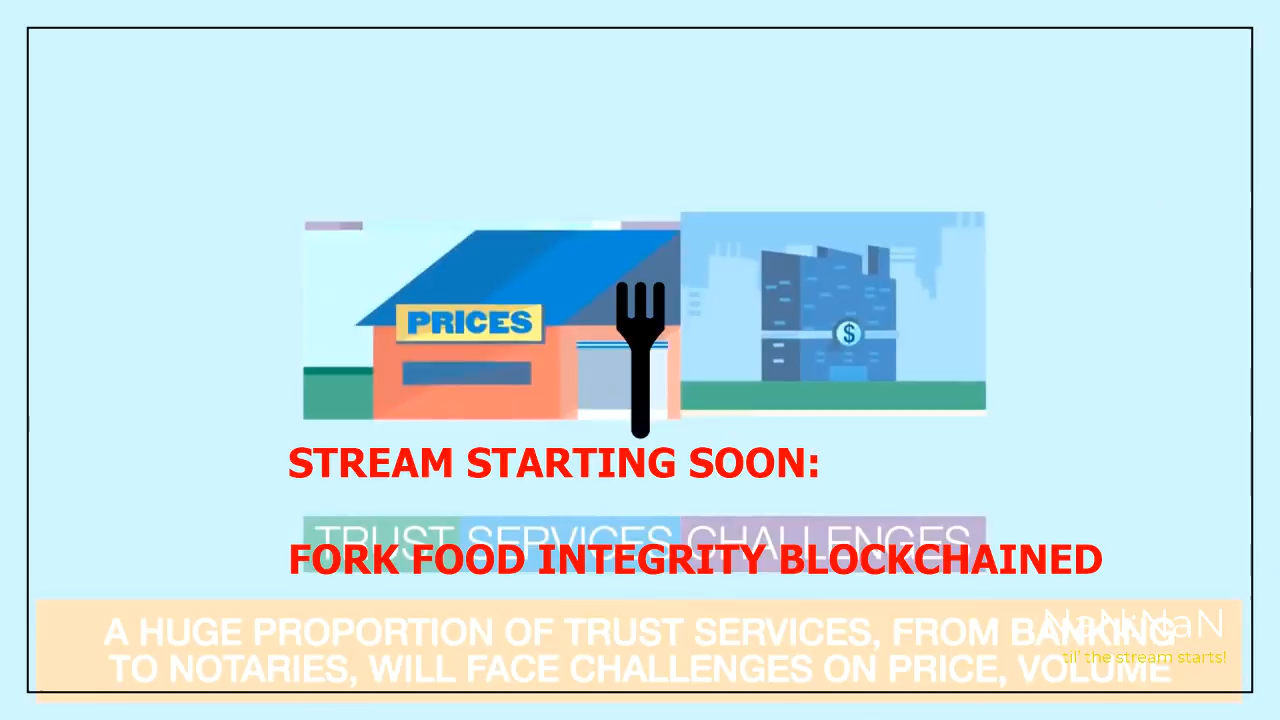 PRICES
$
STREAM STARTING SOON:
TRUST SERVICES CHALLENGES
FORK FOOD INTEGRITY BLOCKCHAINED
A HUGE PROPORTION OF TRUST SERVICES, FROM BANKING
TO NOTARIES, WILL FACE CHALLENGES ON PRICE, VOLUME
til' the stream starts!